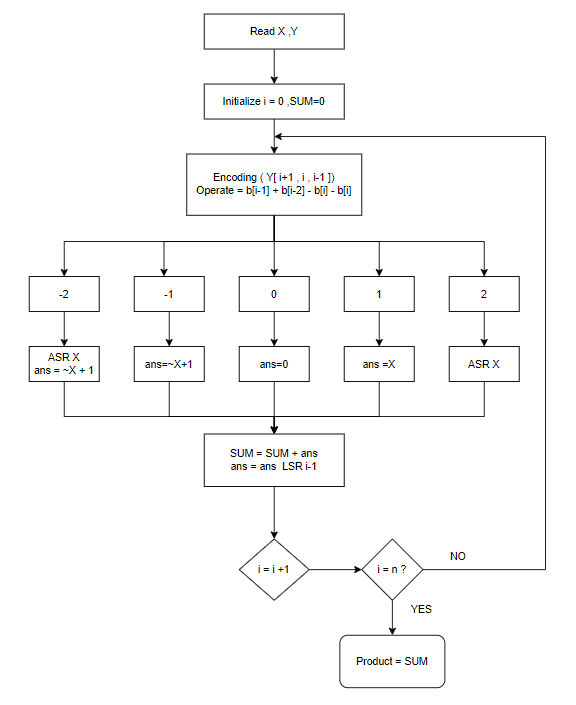 Read X ,Y
Initialize i = 0 ,SUM=0
Encoding ( Y[ i+1 , i , i-1 ])
Operate = b[i-1] + b[i-2] - b[i] - b[i]
-2
-1
0
1
2
ASR X
ans = ~X + 1
ans=~X+1
ans=0
ans =X
ASR X
SUM = SUM + ans
ans = ans  LSR i-1
i = i +1
i = n ?
NO
YES
Product = SUM